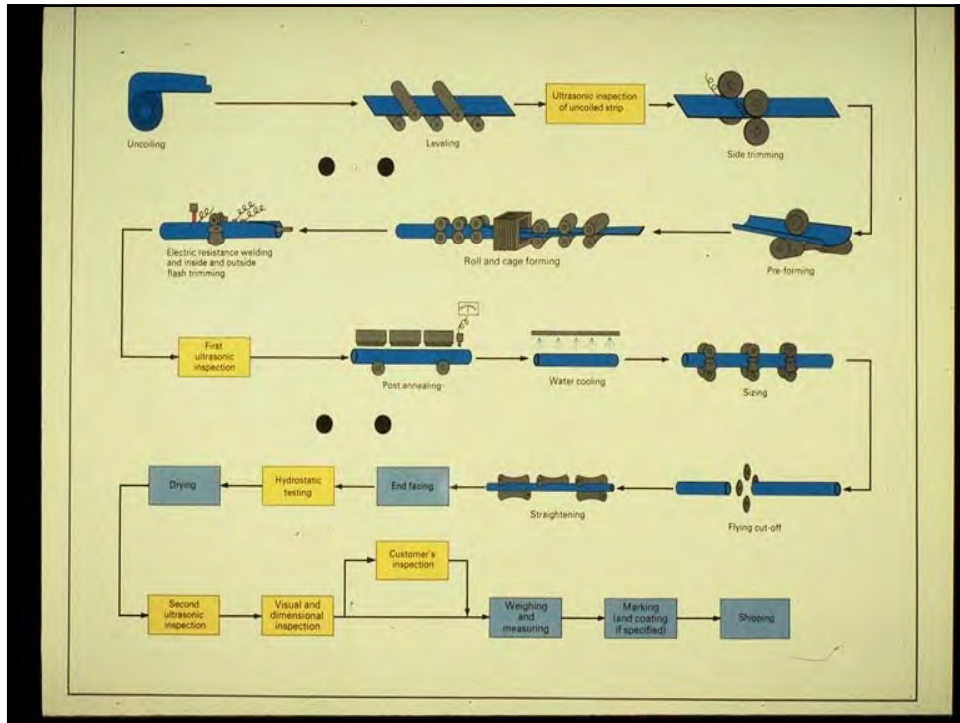 Uncoiling
Leveling
Ultrasonic inspection
of uncoiled strip
Side trimming
Electric resistance welding
and inside and outside
flash trimming
Roll and cage forming
Pre-forming
First
ultrasonic
inspection
Post annealing
Water cooling
Sizing
Drying
Hydrostatic
testing
End facing
Straightening
Flying cut-off
Customer's
inspection
Second
ultrasonic
inspection
Visual and
dimensional
inspection
Weighing
and
measuring
Marking
(and coating
if specified)
Shipping